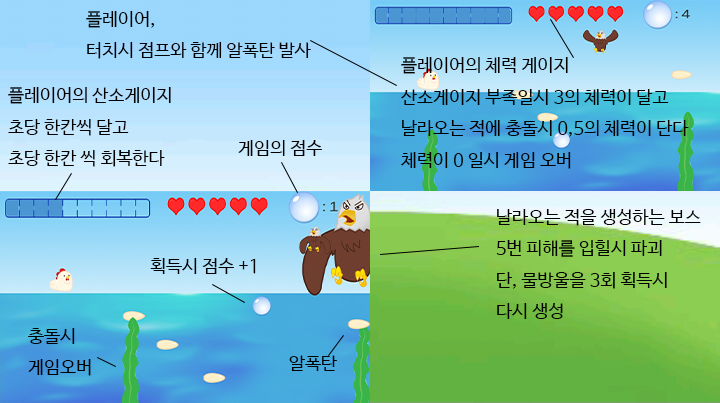 플레이어,
터치시 점프와 함께 알폭탄 발사
플레이어의 산소게이지
초당 한칸씩 달고
초당 한칸 씩 회복한다
게임의 점수
:4
플레이어의 체력 게이지
산소게이지 부족일시 3의 체력이 달고
날라오는 적에 충돌시 0,5의 체력이 단다
체력이 0 일시 게임 오버
:1
획득시 점수 +1
충돌시
게임오버
알폭탄
날라오는 적을 생성하는 보스
5번 피해를 입힐시 파괴
단, 물방울을 3회 획득시
다시 생성